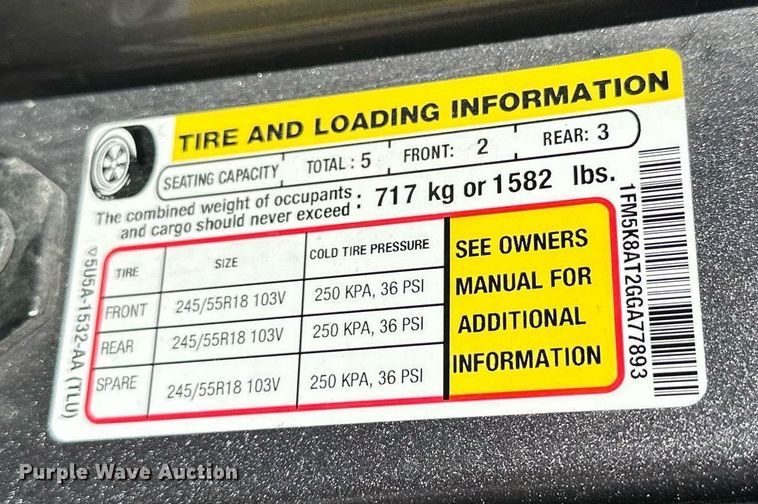 TIRE AND LOADING INFORMATION
SEATING CAPACITY TOTAL : 5 FRONT: 2 REAR: 3
The combined weight of occupants
and cargo should never exceed : 717 kg or 1582 lbs.
TIRE SIZE COLD TIRE PRESSURE
FRONT 245/55R18 103V 250 KPA, 36 PSI
REAR 245/55R18 103V 250 KPA, 36 PSI
SPARE 245/55R18 103V 250 KPA, 36 PSI
SEE OWNERS
MANUAL FOR
ADDITIONAL
INFORMATION
1FM5K8AT2GGA77893
▽5U5A-1532-AA (TLU)
Purple Wave Auction